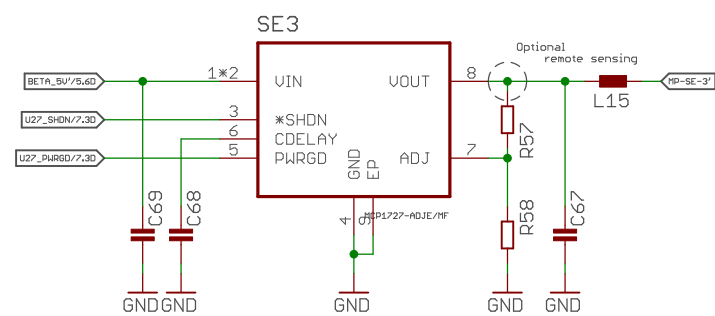 SE3
Optional
remote sensing
BETA_5V'/5.6D
1*2
VIN
VOUT
8
MP-SE-3'
L15
U27_SHDN/7.3D
3
*SHDN
6
CDELAY
R57
U27_PWRGD/7.3D
5
PWRGD
GND
EP
ADJ
7
C69
C68
4
9
MCP1727-ADJE/MF
R58
C67
GND
GND
GND
GND
GND